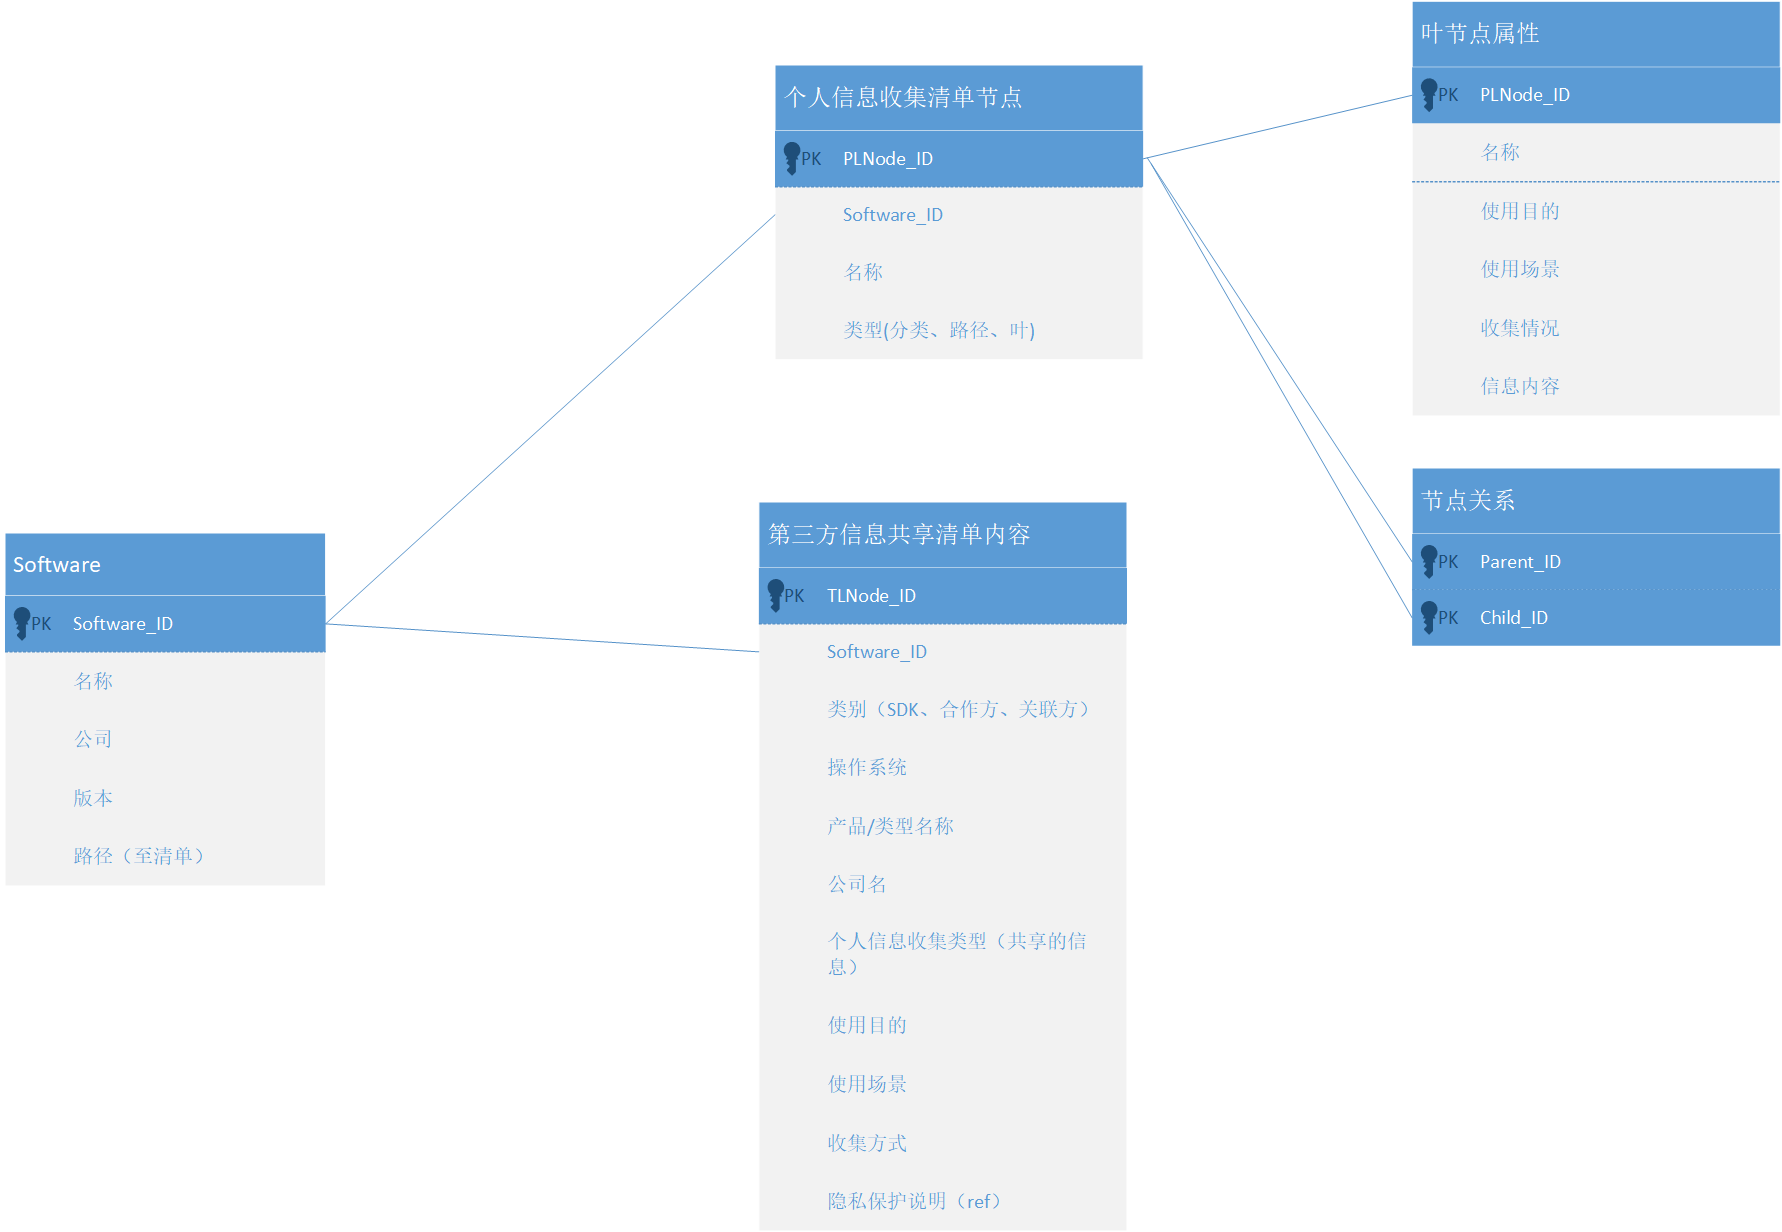 叶节点属性
PK PLNode_ID
名称
使用目的
使用场景
收集情况
信息内容
个人信息收集清单节点
PK PLNode_ID
Software_ID
名称
类型(分类、路径、叶)
节点关系
PK Parent_ID
PK Child_ID
第三方信息共享清单内容
PK TLNode_ID
Software_ID
类别（SDK、合作方、关联方）
操作系统
产品/类型名称
公司名
个人信息收集类型（共享的信
息）
使用目的
使用场景
收集方式
隐私保护说明（ref）
Software
PK Software_ID
名称
公司
版本
路径（至清单）